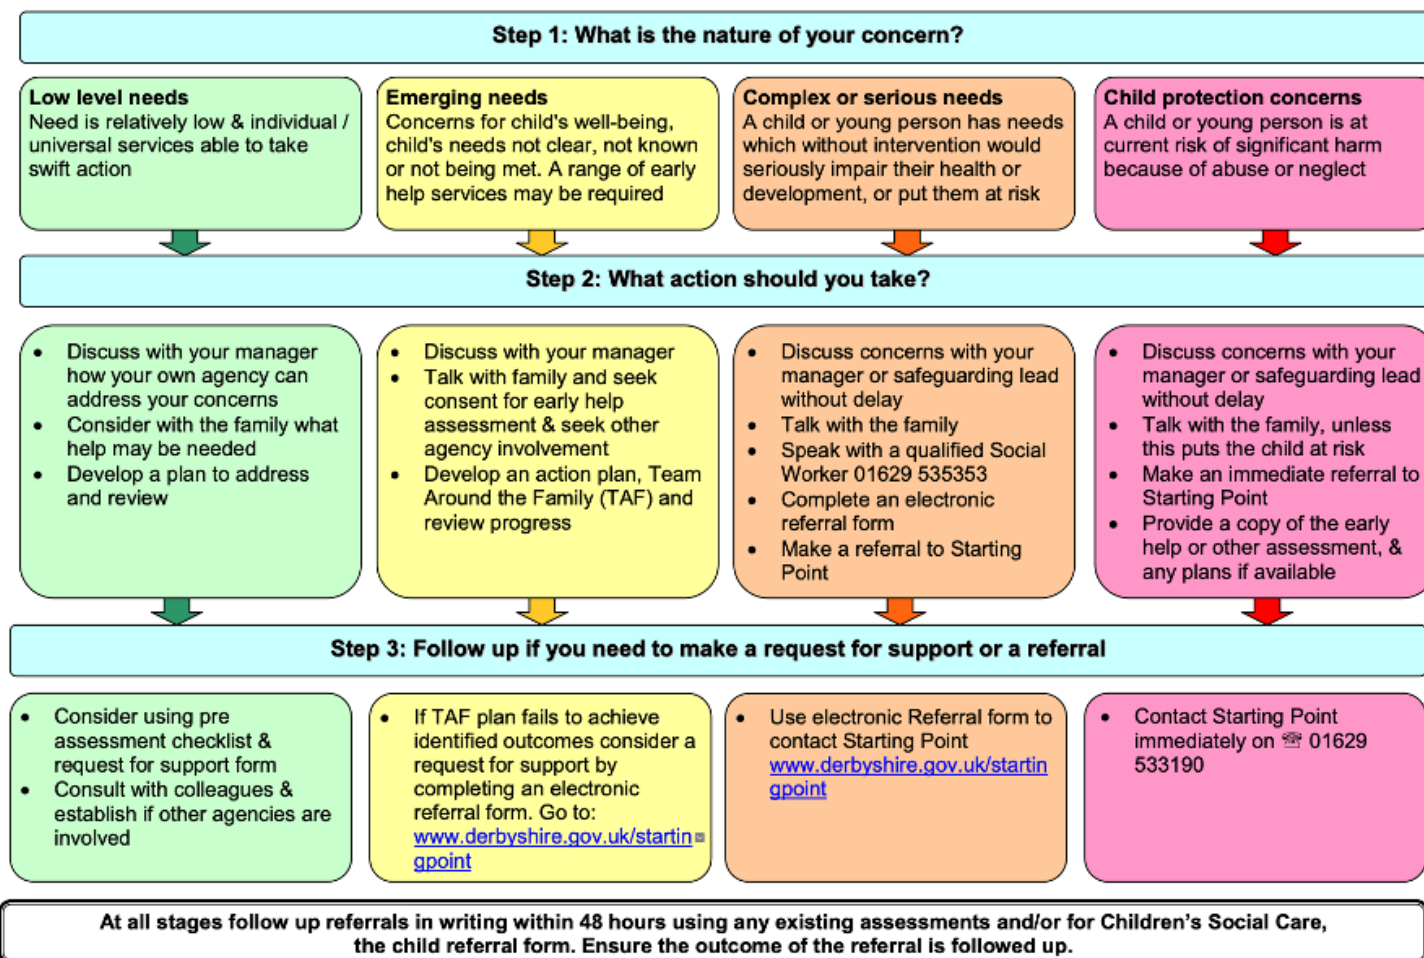 Step 1: What is the nature of your concern?
Low level needs
Need is relatively low & individual /
universal services able to take
swift action
Emerging needs
Concerns for child's well-being,
child's needs not clear, not known
or not being met. A range of early
help services may be required
Complex or serious needs
A child or young person has needs
which without intervention would
seriously impair their health or
development, or put them at risk
Child protection concerns
A child or young person is at
current risk of significant harm
because of abuse or neglect
Step 2: What action should you take?
• Discuss with your manager
how your own agency can
address your concerns
• Consider with the family what
help may be needed
• Develop a plan to address
and review
• Discuss with your manager
• Talk with family and seek
consent for early help
assessment & seek other
agency involvement
• Develop an action plan, Team
Around the Family (TAF) and
review progress
• Discuss concerns with your
manager or safeguarding lead
without delay
• Talk with the family
• Speak with a qualified Social
Worker 01629 535353
• Complete an electronic
referral form
• Make a referral to Starting
Point
• Discuss concerns with your
manager or safeguarding lead
without delay
• Talk with the family, unless
this puts the child at risk
• Make an immediate referral to
Starting Point
• Provide a copy of the early
help or other assessment, &
any plans if available
Step 3: Follow up if you need to make a request for support or a referral
• Consider using pre
assessment checklist &
request for support form
• Consult with colleagues &
establish if other agencies are
involved
• If TAF plan fails to achieve
identified outcomes consider a
request for support by
completing an electronic
referral form. Go to:
www.derbyshire.gov.uk/startin
gpoint
• Use electronic Referral form to
contact Starting Point
www.derbyshire.gov.uk/startin
gpoint
• Contact Starting Point
immediately on ☏ 01629
533190
At all stages follow up referrals in writing within 48 hours using any existing assessments and/or for Children's Social Care,
the child referral form. Ensure the outcome of the referral is followed up.